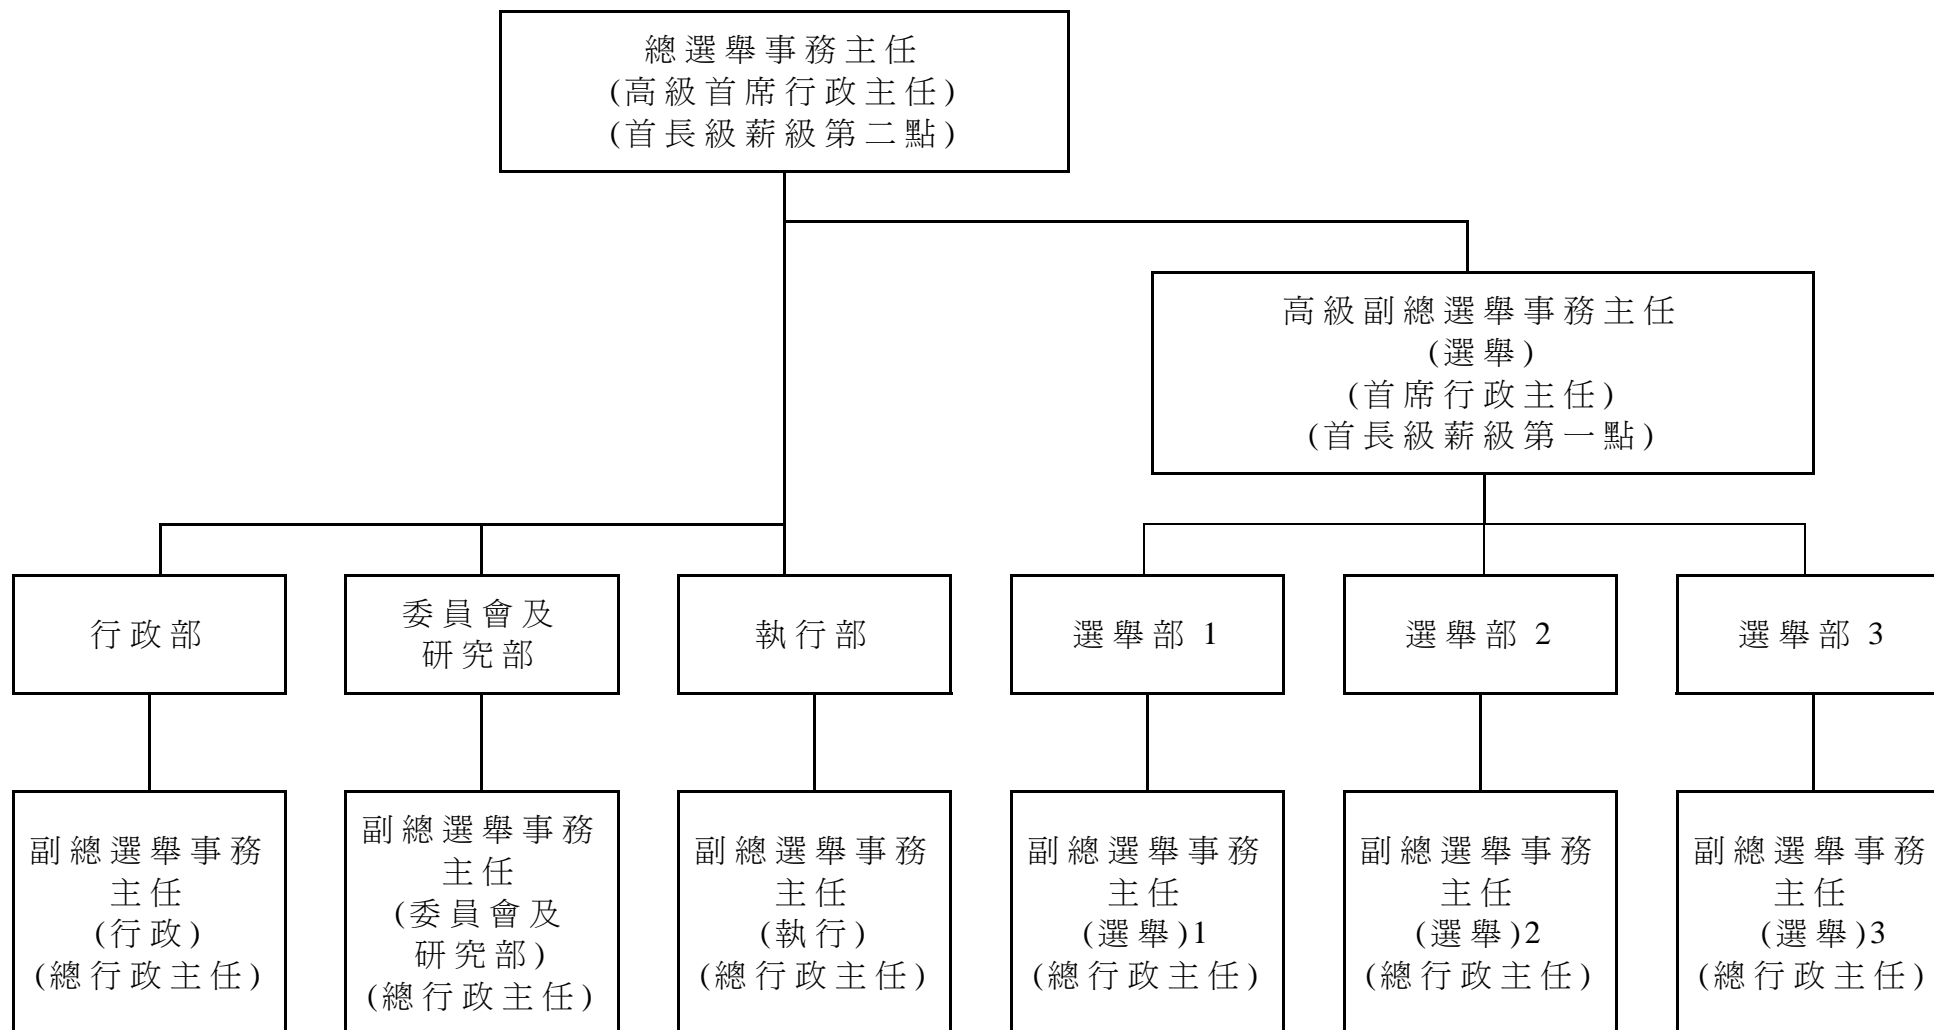 總選舉事務主任
(高級首席行政主任)
(首長級薪級第二點)
高級副總選舉事務主任
(選舉)
(首席行政主任)
(首長級薪級第一點)
行政部
委員會及
研究部
執行部
選舉部 1
選舉部 2
選舉部 3
副總選舉事務
主任
(行政)
(總行政主任)
副總選舉事務
主任
(委員會及
研究部)
(總行政主任)
副總選舉事務
主任
(執行)
(總行政主任)
副總選舉事務
主任
(選舉)1
(總行政主任)
副總選舉事務
主任
(選舉)2
(總行政主任)
副總選舉事務
主任
(選舉)3
(總行政主任)